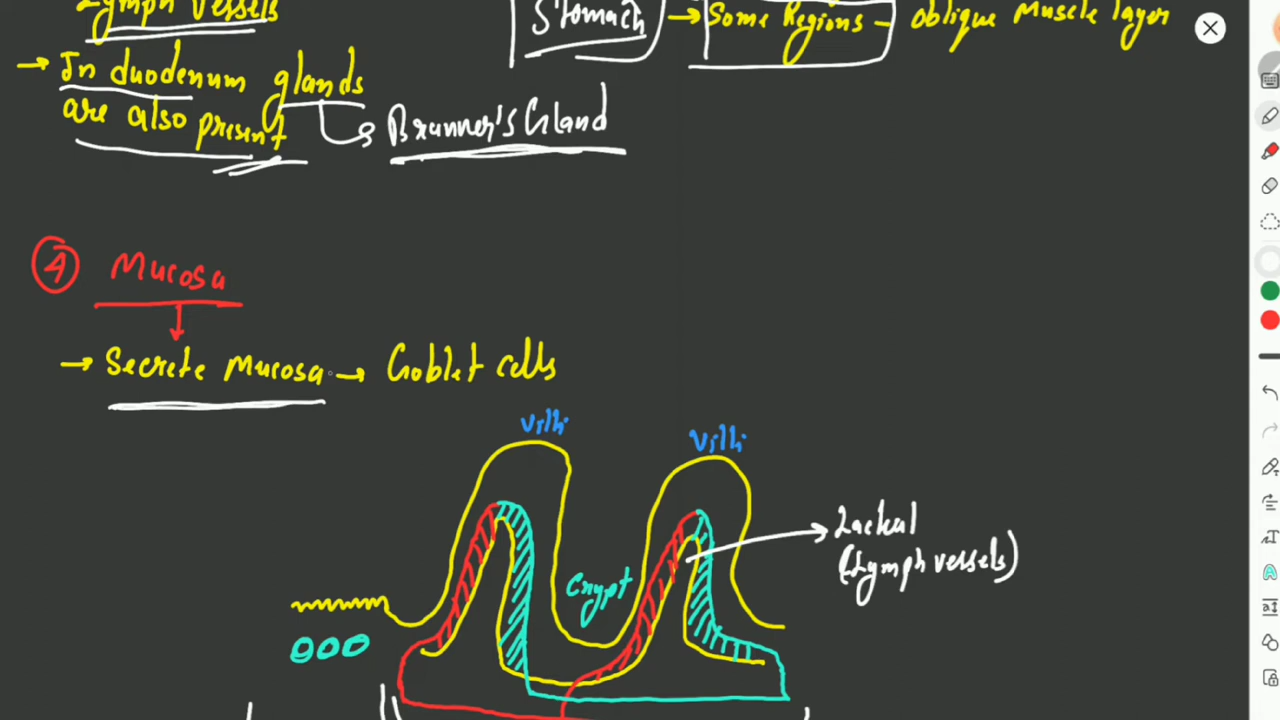 Lymph vessels
Stomach → Some Regions – oblique Muscle layer
→ In duodenum glands
are also present
Brunner's Gland
④ Mucosa
→ Secrete Mucosa → Goblet cells
Villi
Villi
Crypt
Lacteal
(Lymph vessels)